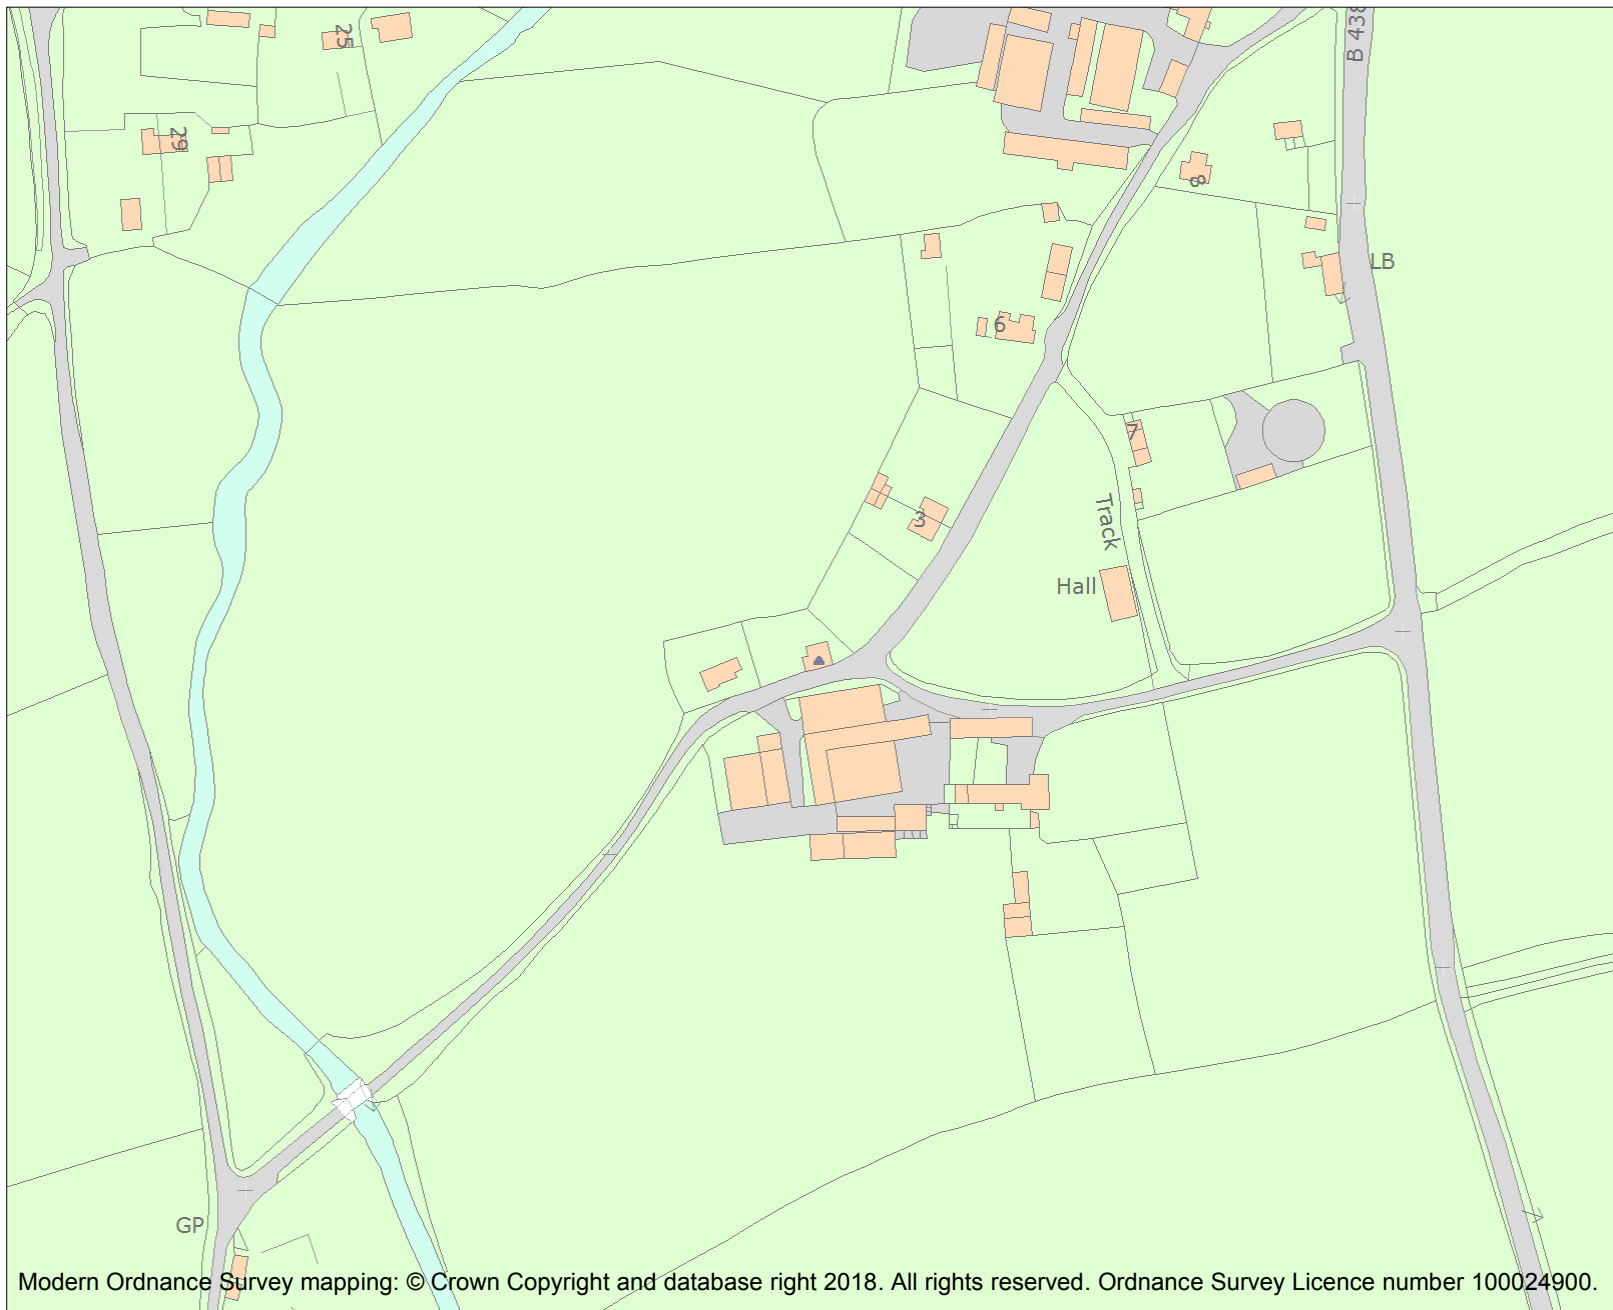 25
B 438
29
8
LB
6
7
3
Track
Hall
GP
Modern Ordnance Survey mapping: © Crown Copyright and database right 2018. All rights reserved. Ordnance Survey Licence number 100024900.